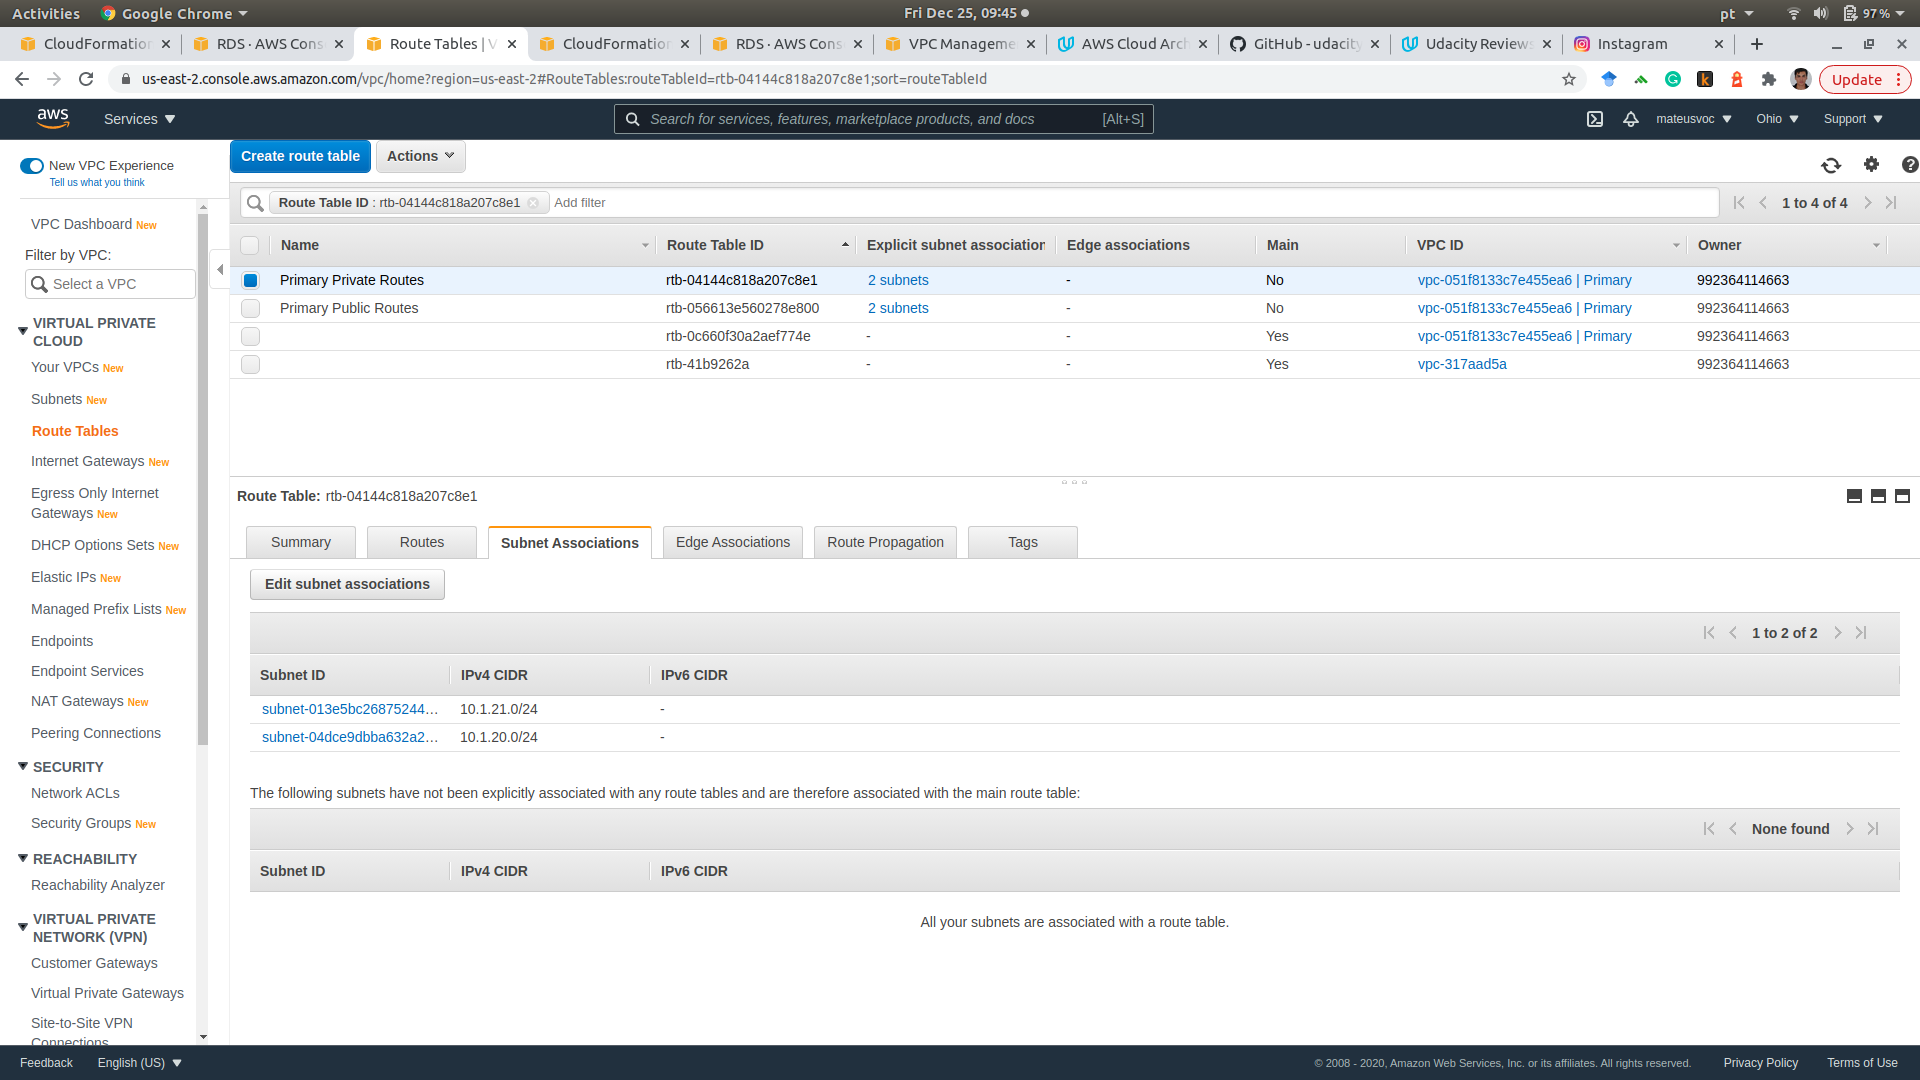 Activities Google Chrome Fri Dec 25, 09:45 pt 97%
CloudFormation RDS · AWS Cons Route Tables | V CloudFormation RDS · AWS Cons VPC Manageme AWS Cloud Arch GitHub - udacity Udacity Reviews Instagram
us-east-2.console.aws.amazon.com/vpc/home?region=us-east-2#RouteTables:routeTableId=rtb-04144c818a207c8e1;sort=routeTableId Update
aws Services Search for services, features, marketplace products, and docs [Alt+S] mateusvoc Ohio Support
New VPC Experience
Tell us what you think
VPC Dashboard New
Filter by VPC:
Select a VPC
VIRTUAL PRIVATE
CLOUD
Your VPCs New
Subnets New
Route Tables
Internet Gateways New
Egress Only Internet
Gateways New
DHCP Options Sets New
Elastic IPs New
Managed Prefix Lists New
Endpoints
Endpoint Services
NAT Gateways New
Peering Connections
SECURITY
Network ACLs
Security Groups New
REACHABILITY
Reachability Analyzer
VIRTUAL PRIVATE
NETWORK (VPN)
Customer Gateways
Virtual Private Gateways
Site-to-Site VPN
Connections
Create route table Actions
Route Table ID : rtb-04144c818a207c8e1 Add filter 1 to 4 of 4
Name Route Table ID Explicit subnet association Edge associations Main VPC ID Owner
Primary Private Routes rtb-04144c818a207c8e1 2 subnets - No vpc-051f8133c7e455ea6 | Primary 992364114663
Primary Public Routes rtb-056613e560278e800 2 subnets - No vpc-051f8133c7e455ea6 | Primary 992364114663
rtb-0c660f30a2aef774e - - Yes vpc-051f8133c7e455ea6 | Primary 992364114663
rtb-41b9262a - - Yes vpc-317aad5a 992364114663
Route Table: rtb-04144c818a207c8e1
Summary Routes Subnet Associations Edge Associations Route Propagation Tags
Edit subnet associations
1 to 2 of 2
Subnet ID IPv4 CIDR IPv6 CIDR
subnet-013e5bc26875244… 10.1.21.0/24 -
subnet-04dce9dbba632a2… 10.1.20.0/24 -
The following subnets have not been explicitly associated with any route tables and are therefore associated with the main route table:
None found
Subnet ID IPv4 CIDR IPv6 CIDR
All your subnets are associated with a route table.
Feedback English (US) © 2008 - 2020, Amazon Web Services, Inc. or its affiliates. All rights reserved. Privacy Policy Terms of Use